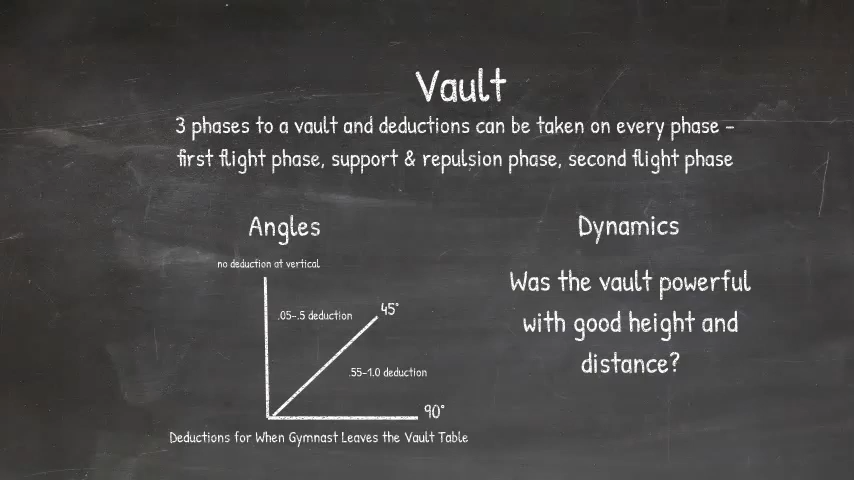 Vault
3 phases to a vault and deductions can be taken on every phase -
first flight phase, support & repulsion phase, second flight phase
Angles
no deduction at vertical
.05-.5 deduction
45°
.55-1.0 deduction
90°
Deductions for When Gymnast Leaves the Vault Table
Dynamics
Was the vault powerful
with good height and
distance?